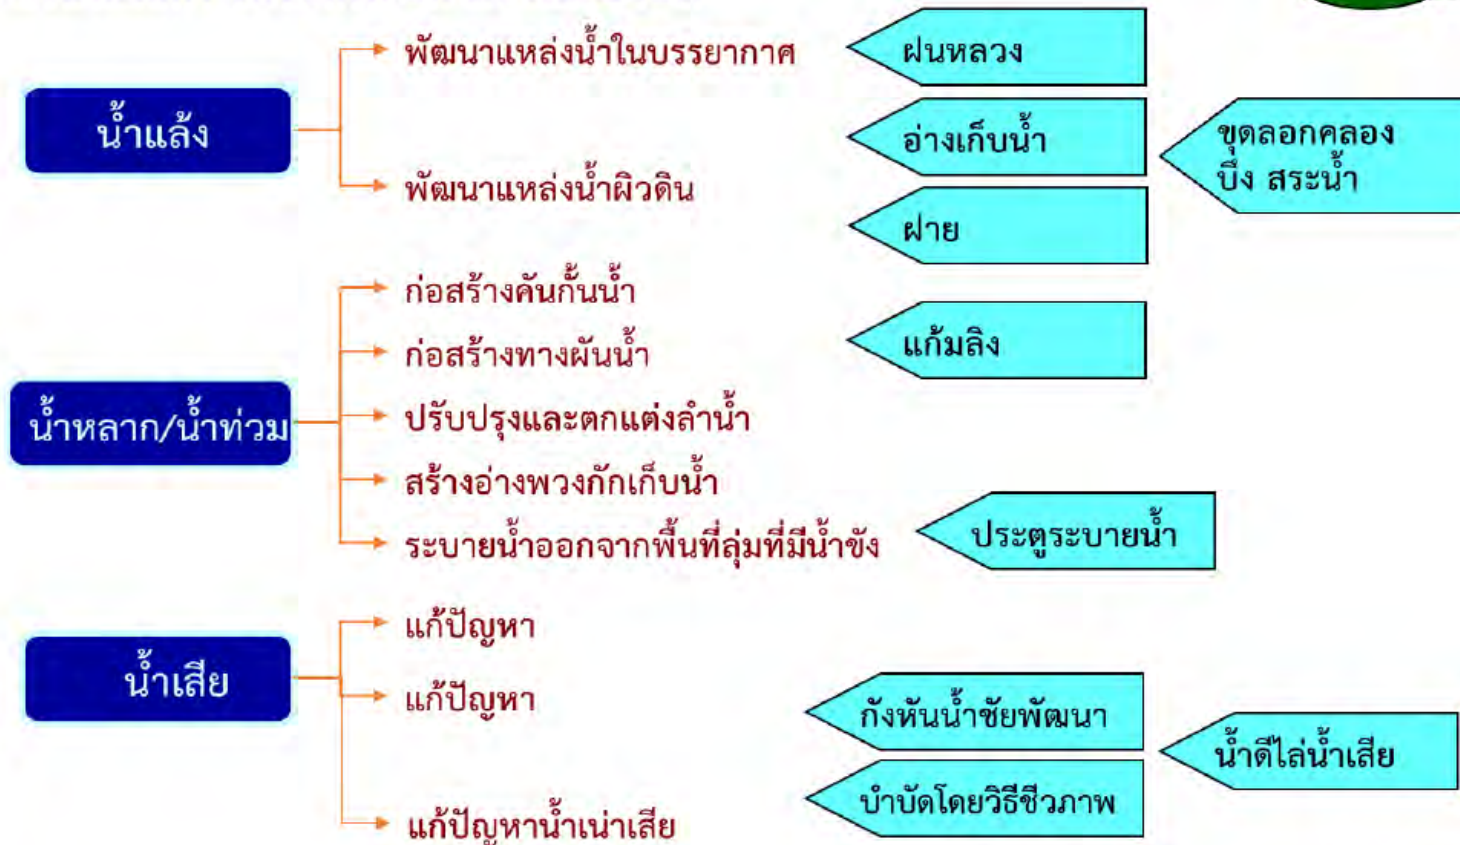 น้ำแล้ง
พัฒนาแหล่งน้ำในบรรยากาศ
ฝนหลวง
พัฒนาแหล่งน้ำผิวดิน
อ่างเก็บน้ำ
ฝาย
ขุดลอกคลอง
บึง สระน้ำ
น้ำหลาก/น้ำท่วม
ก่อสร้างคันกั้นน้ำ
ก่อสร้างทางผันน้ำ
แก้มลิง
ปรับปรุงและตกแต่งลำน้ำ
สร้างอ่างพวงกักเก็บน้ำ
ระบายน้ำออกจากพื้นที่ลุ่มที่มีน้ำขัง
ประตูระบายน้ำ
น้ำเสีย
แก้ปัญหา
แก้ปัญหา
แก้ปัญหาน้ำเน่าเสีย
กังหันน้ำชัยพัฒนา
บำบัดโดยวิธีชีวภาพ
น้ำดีไล่น้ำเสีย